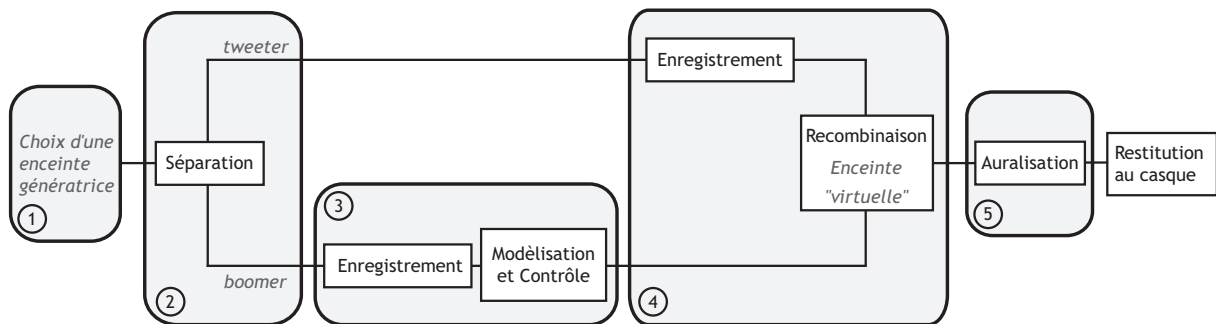 Choix d'une
enceinte
génératrice
1
tweeter
Séparation
boomer
2
3
Enregistrement
Modèlisation
et Contrôle
Enregistrement
Recombinaison
Enceinte
"virtuelle"
4
Auralisation
5
Restitution
au casque